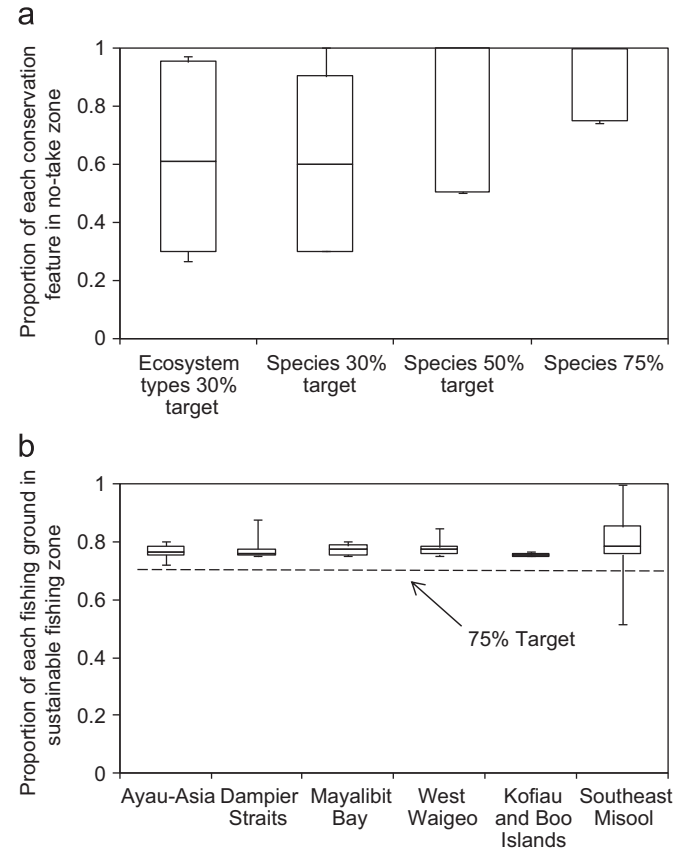 a
Proportion of each conservation
feature in no-take zone
1
0.8
0.6
0.4
0.2
0
Ecosystem
types 30%
target
Species 30%
target
Species 50%
target
Species 75%
b
Proportion of each fishing ground in
sustainable fishing zone
1
0.8
0.6
0.4
0.2
0
75% Target
Ayau-Asia
Dampier
Straits
Mayalibit
Bay
West
Waigeo
Kofiau
and Boo
Islands
Southeast
Misool